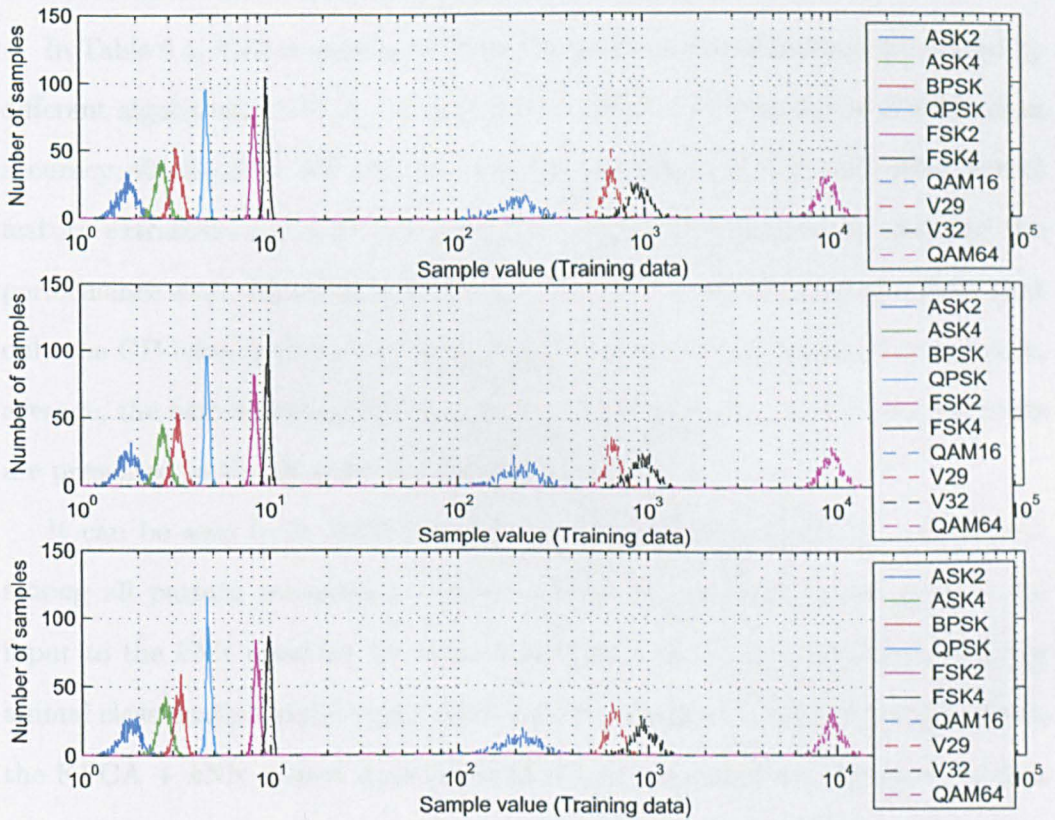 150
100
50
0
Number of samples
10^0
10^1
10^2
10^3
10^4
10^5
Sample value (Training data)
ASK2
ASK4
BPSK
QPSK
FSK2
FSK4
QAM16
V29
V32
QAM64
150
100
50
0
Number of samples
10^0
10^1
10^2
10^3
10^4
10^5
Sample value (Training data)
ASK2
ASK4
BPSK
QPSK
FSK2
FSK4
QAM16
V29
V32
QAM64
150
100
50
0
Number of samples
10^0
10^1
10^2
10^3
10^4
10^5
Sample value (Training data)
ASK2
ASK4
BPSK
QPSK
FSK2
FSK4
QAM16
V29
V32
QAM64